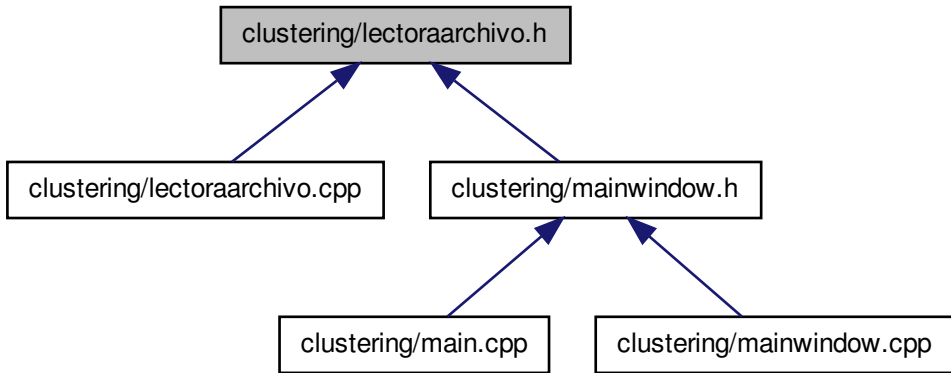 clustering/lectoraarchivo.h
clustering/lectoraarchivo.cpp
clustering/mainwindow.h
clustering/main.cpp
clustering/mainwindow.cpp